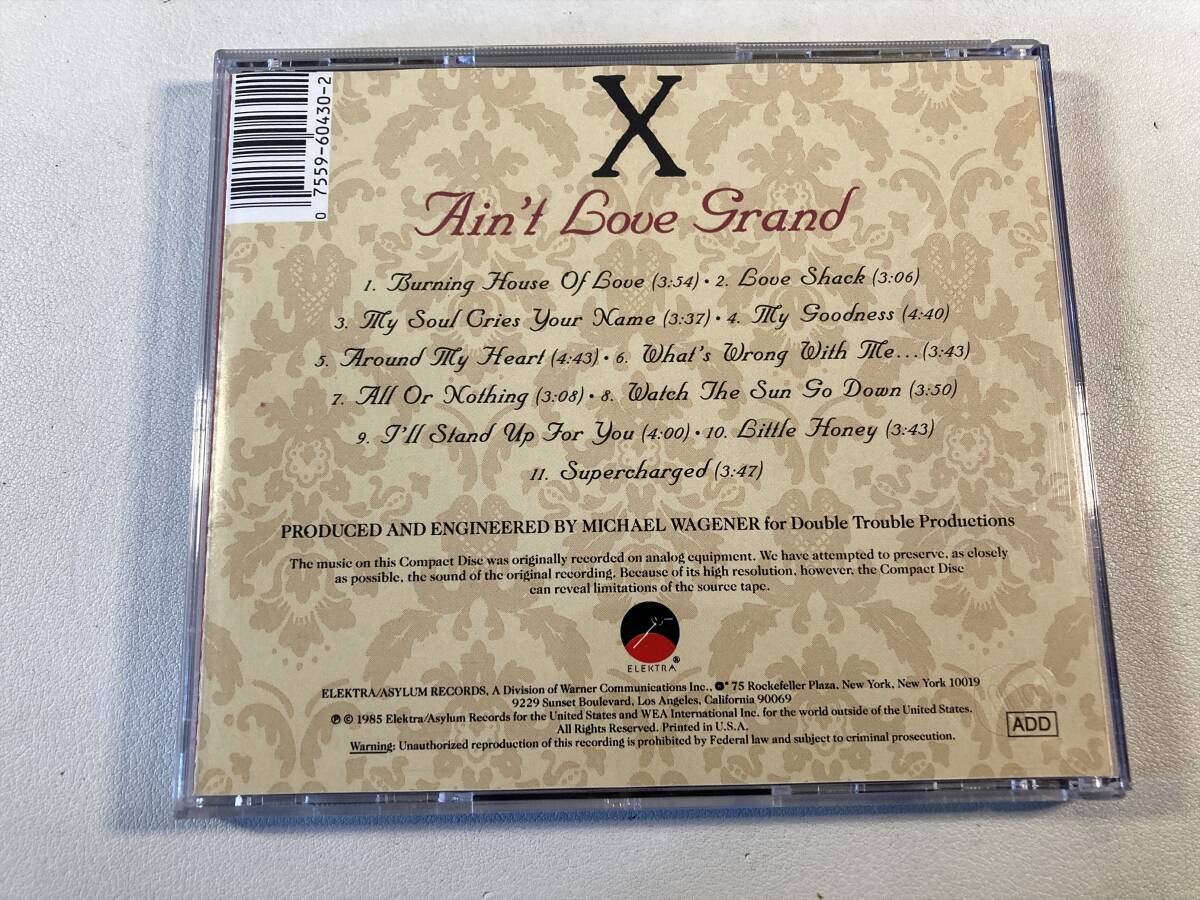 0 7559-60430-2
X
Ain't Love Grand
1. Burning House Of Love (3:54) • 2. Love Shack (3:06)
3. My Soul Cries Your Name (3:37) • 4. My Goodness (4:40)
5. Around My Heart (4:43) • 6. What's Wrong With Me...(3:43)
7. All Or Nothing (3:08) • 8. Watch The Sun Go Down (3:50)
9. I'll Stand Up For You (4:00) • 10. Little Honey (3:43)
11. Supercharged (3:47)
PRODUCED AND ENGINEERED BY MICHAEL WAGENER for Double Trouble Productions
The music on this Compact Disc was originally recorded on analog equipment. We have attempted to preserve, as closely
as possible, the sound of the original recording. Because of its high resolution, however, the Compact Disc
can reveal limitations of the source tape.
ELEKTRA ®
ELEKTRA/ASYLUM RECORDS, A Division of Warner Communications Inc., 75 Rockefeller Plaza, New York, New York 10019
9229 Sunset Boulevard, Los Angeles, California 90069
℗ © 1985 Elektra/Asylum Records for the United States and WEA International Inc. for the world outside of the United States.
All Rights Reserved. Printed in U.S.A.
Warning: Unauthorized reproduction of this recording is prohibited by Federal law and subject to criminal prosecution.
ADD